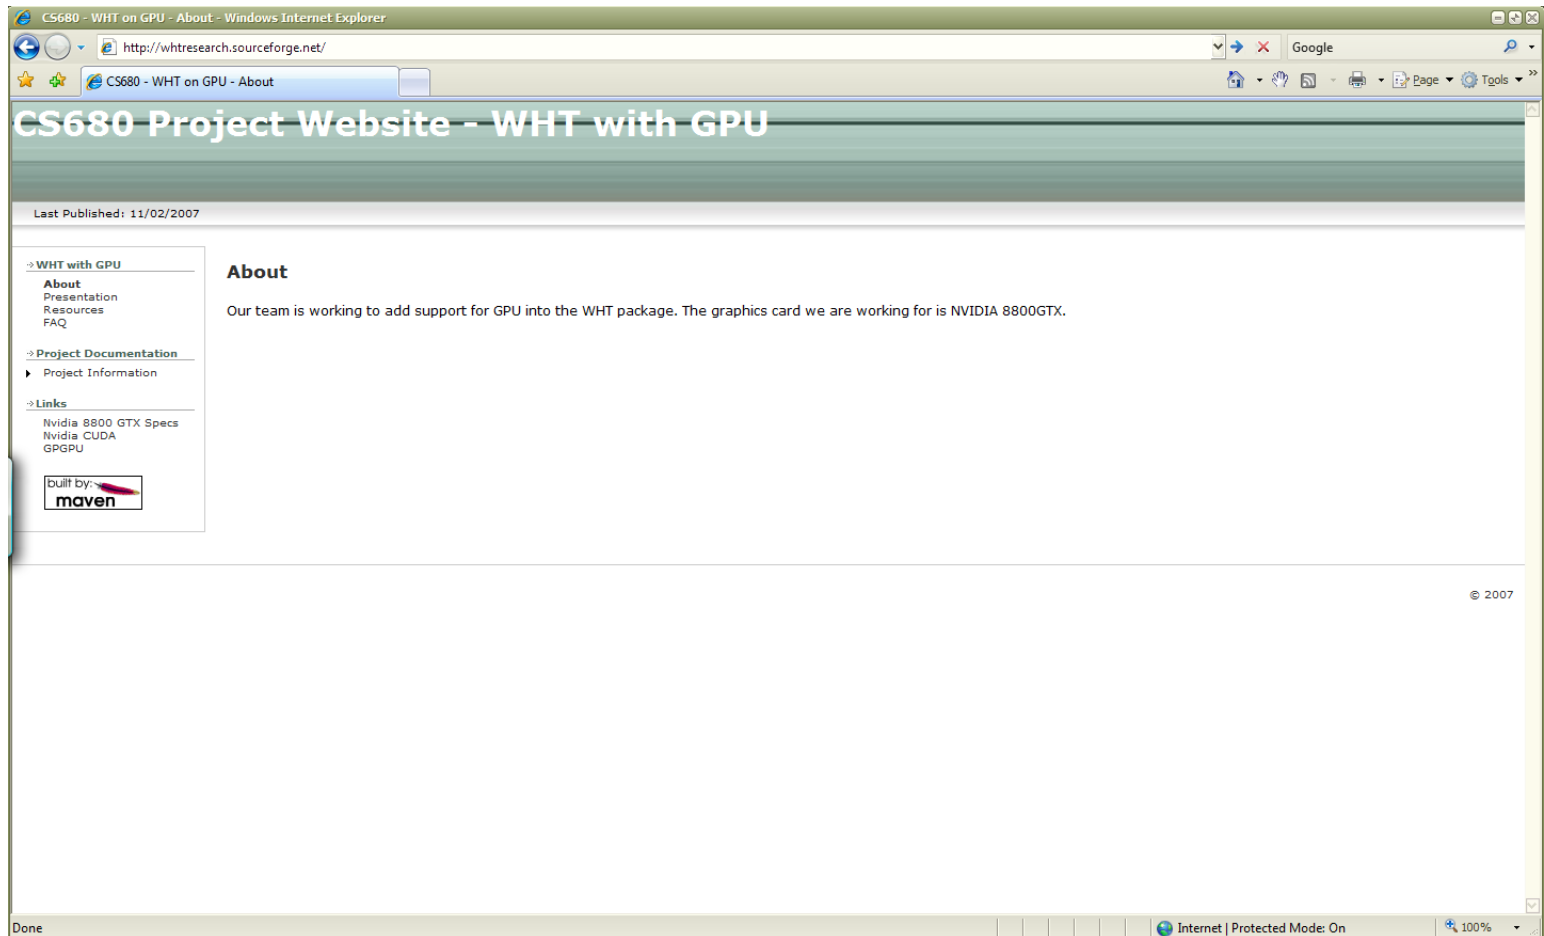 CS680 - WHT on GPU - About - Windows Internet Explorer
http://whtresearch.sourceforge.net/
Google
CS680 - WHT on GPU - About
Page
Tools
CS680 Project Website - WHT with GPU
Last Published: 11/02/2007
WHT with GPU
About
Presentation
Resources
FAQ
Project Documentation
Project Information
Links
Nvidia 8800 GTX Specs
Nvidia CUDA
GPGPU
built by:
maven
About
Our team is working to add support for GPU into the WHT package. The graphics card we are working for is NVIDIA 8800GTX.
© 2007
Done
Internet | Protected Mode: On
100%